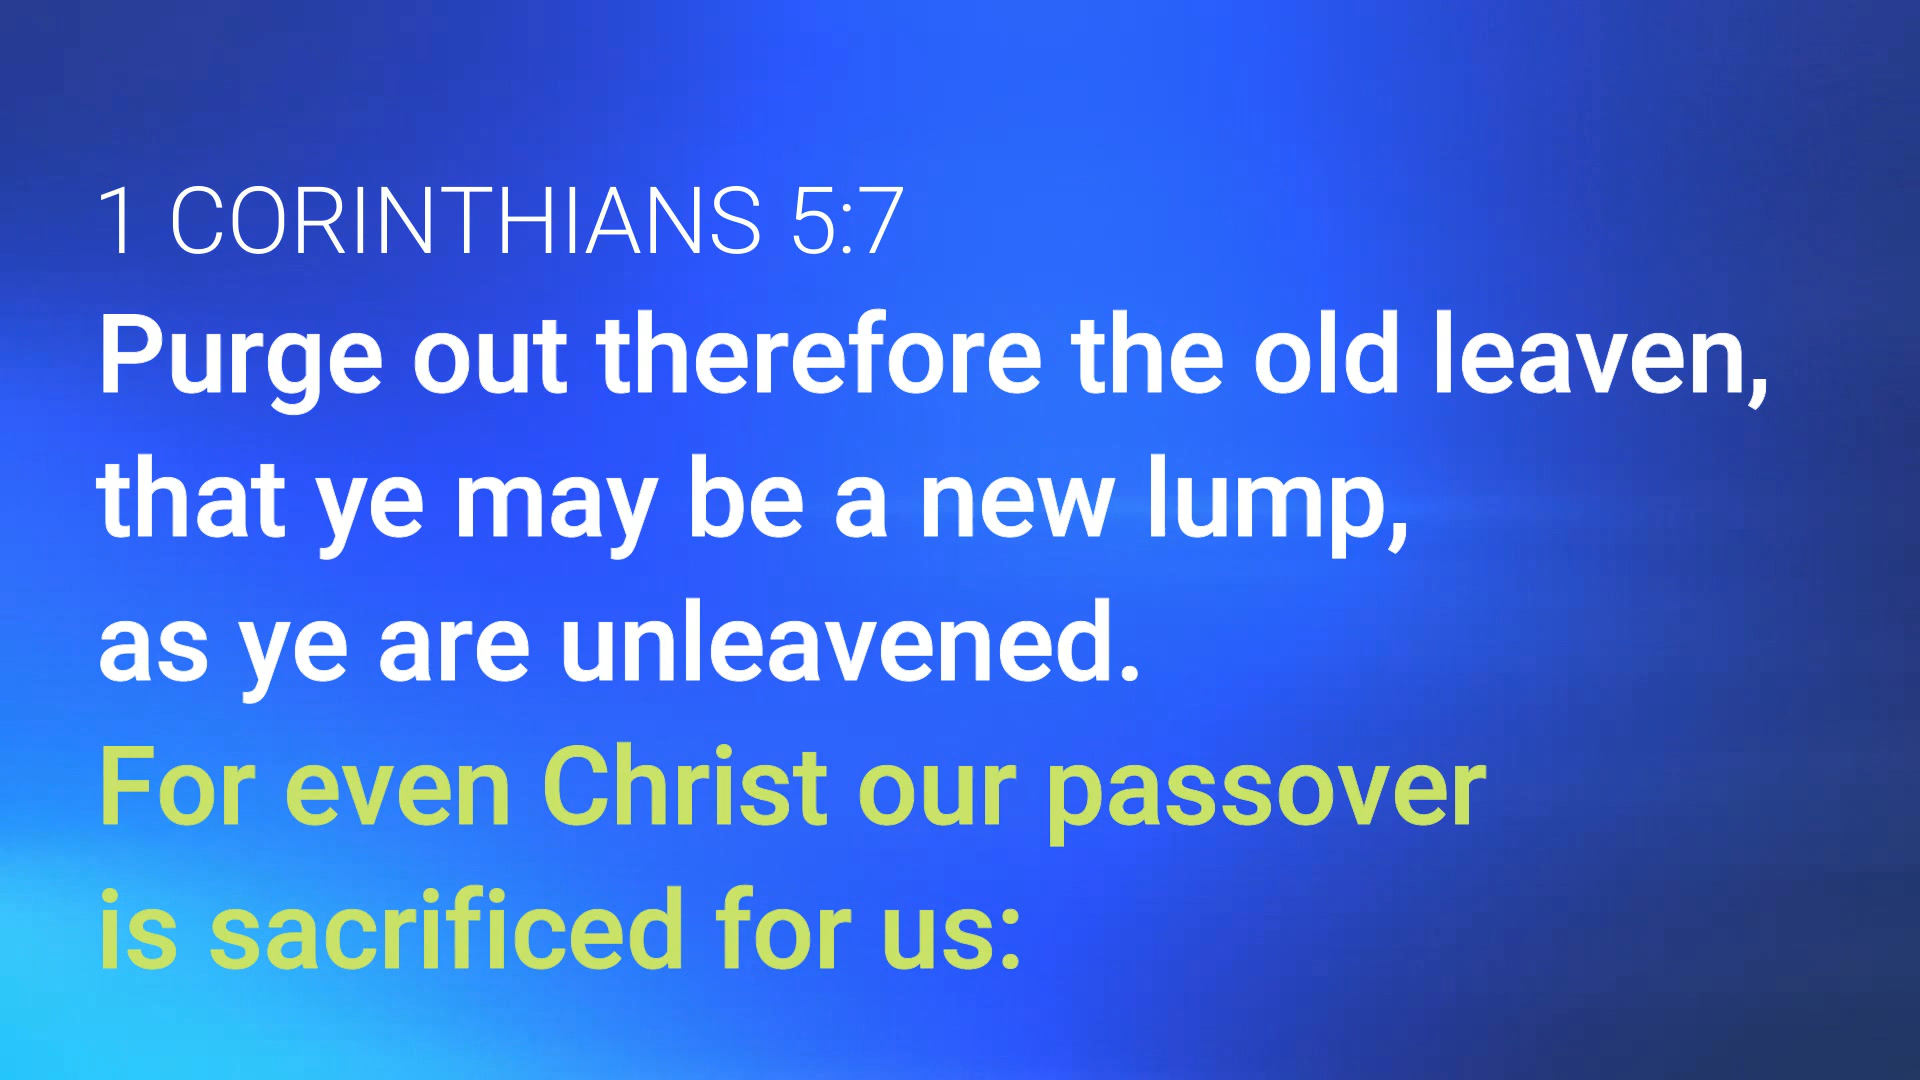 1 CORINTHIANS 5:7
Purge out therefore the old leaven,
that ye may be a new lump,
as ye are unleavened.
For even Christ our passover
is sacrificed for us: